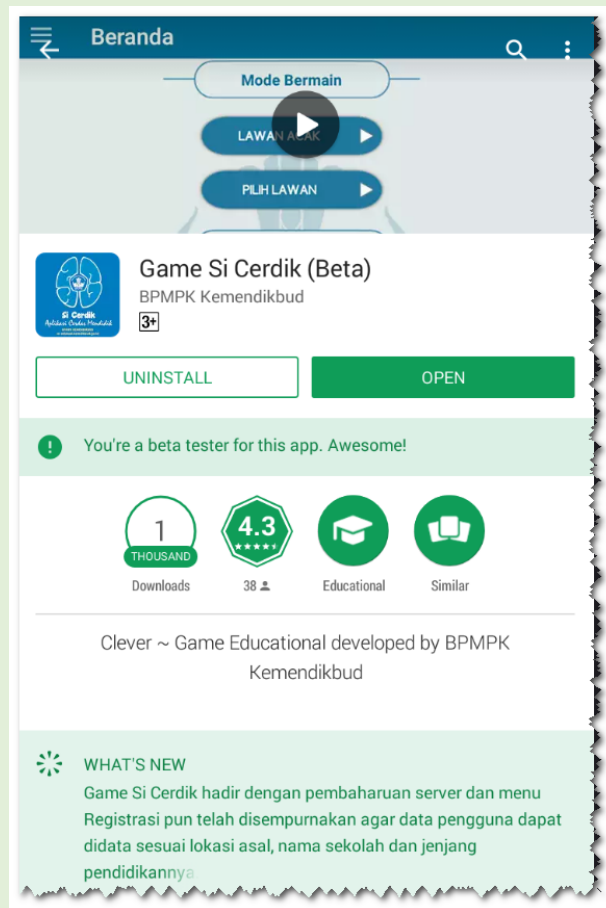 Beranda
Mode Bermain
LAWAN ACAK
PILIH LAWAN
Game Si Cerdik (Beta)
BPMPK Kemendikbud
3+
Si Cerdik
Aplikasi Cerdas Mendidik
UNINSTALL
OPEN
You're a beta tester for this app. Awesome!
1
THOUSAND
4.3
Downloads
38
Educational
Similar
Clever ~ Game Educational developed by BPMPK
Kemendikbud
WHAT'S NEW
Game Si Cerdik hadir dengan pembaharuan server dan menu
Registrasi pun telah disempurnakan agar data pengguna dapat
didata sesuai lokasi asal, nama sekolah dan jenjang
pendidikannya